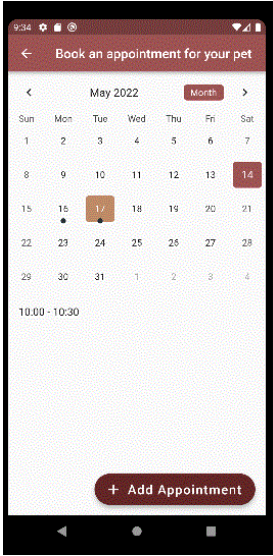 9:34
Book an appointment for your pet
May 2022 Month
Sun Mon Tue Wed Thu Fri Sat
1 2 3 4 5 6 7
8 9 10 11 12 13 14
15 16 17 18 19 20 21
22 23 24 25 26 27 28
29 30 31 1 2 3 4
10:00 - 10:30
+ Add Appointment